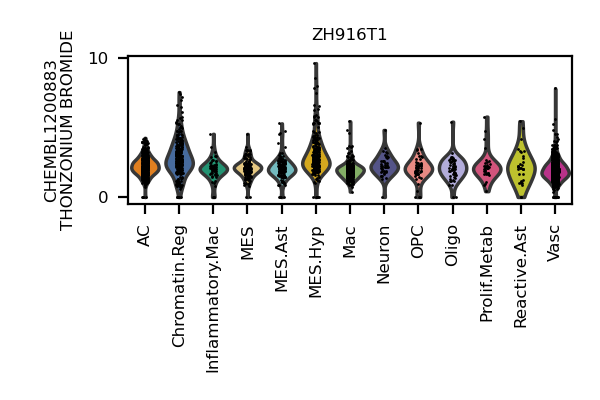 ZH916T1
CHEMBL1200883
THONZONIUM BROMIDE
10
0
AC
Chromatin.Reg
Inflammatory.Mac
MES
MES.Ast
MES.Hyp
Mac
Neuron
OPC
Oligo
Prolif.Metab
Reactive.Ast
Vasc